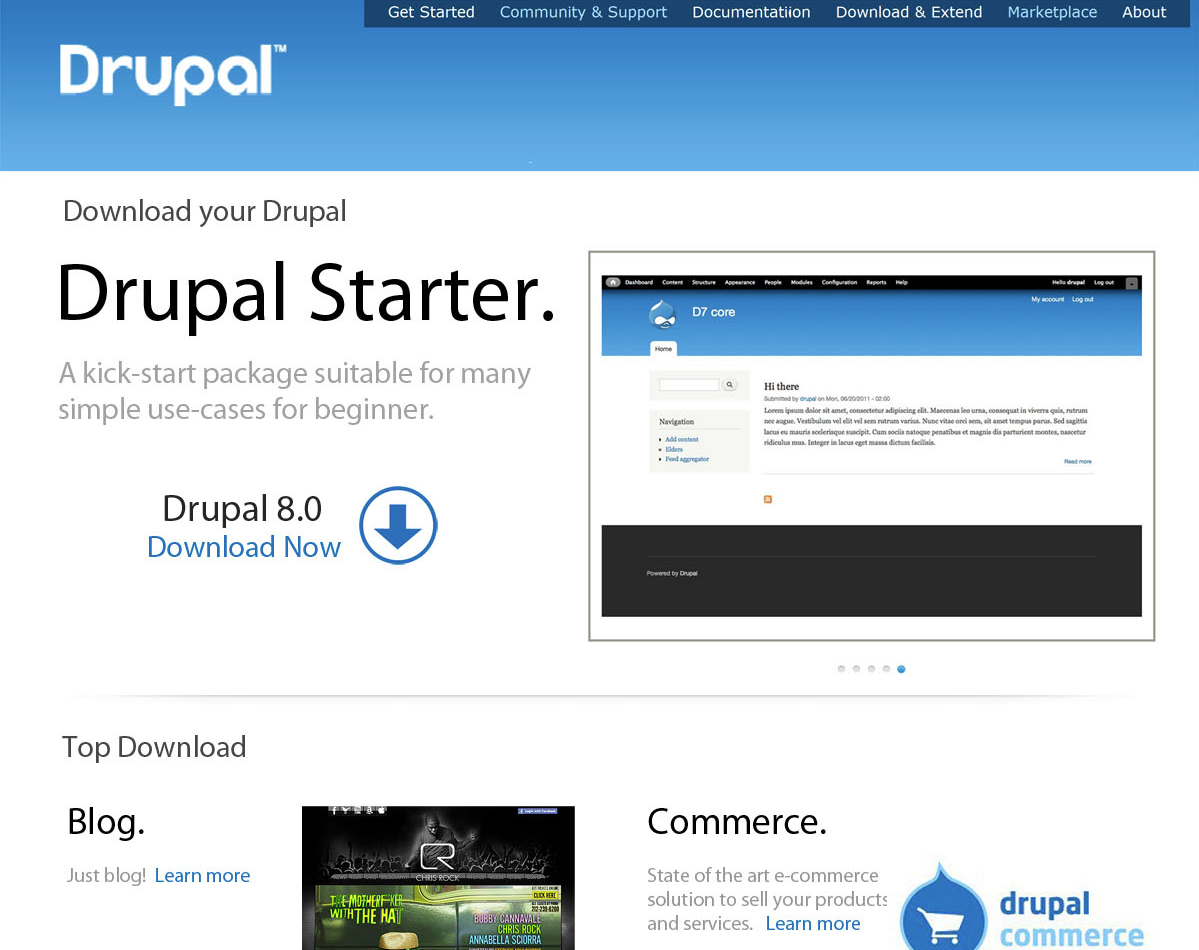 Get Started Community & Support Documentatiion Download & Extend Marketplace About
Drupal™
Download your Drupal
Drupal Starter.
A kick-start package suitable for many
simple use-cases for beginner.
Drupal 8.0
Download Now
Dashboard Content Structure Appearance People Modules Configuration Reports Help Hello drupal Log out
My account Log out
D7 core
Home
Hi there
Submitted by drupal on Mon, 06/20/2011 - 02:00
Lorem ipsum dolor sit amet, consectetur adipiscing elit. Maecenas leo urna, consequat in viverra quis, rutrum
nec augue. Vestibulum vel elit vel sem rutrum varius. Nunc vitae orci sem, sit amet tempus purus. Sed sagittis
lacus eu mauris scelerisque suscipit. Cum sociis natoque penatibus et magnis dis parturient montes, nascetur
ridiculus mus. Integer in lacus eget massa dictum facilisis.
Read more
Navigation
Add content
Elders
Feed aggregator
Powered by Drupal
Top Download
Blog.
Just blog! Learn more
Login with Facebook
CR
CHRIS ROCK
THE MOTHERF*KER
WITH THE HAT
CLICK HERE
212-239-6200
BOBBY CANNAVALE
CHRIS ROCK
ANNABELLA SCIORRA
Commerce.
State of the art e-commerce
solution to sell your products
and services. Learn more
drupal
commerce